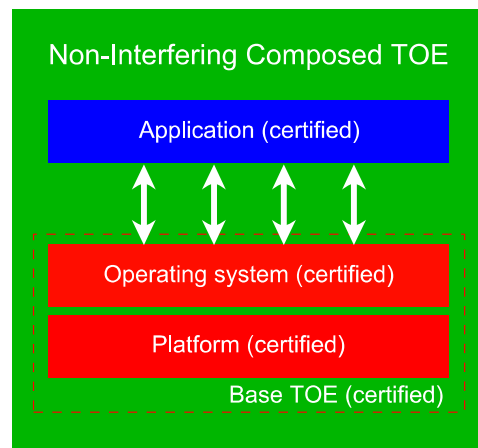 Non-Interfering Composed TOE
Application (certified)
Operating system (certified)
Platform (certified)
Base TOE (certified)